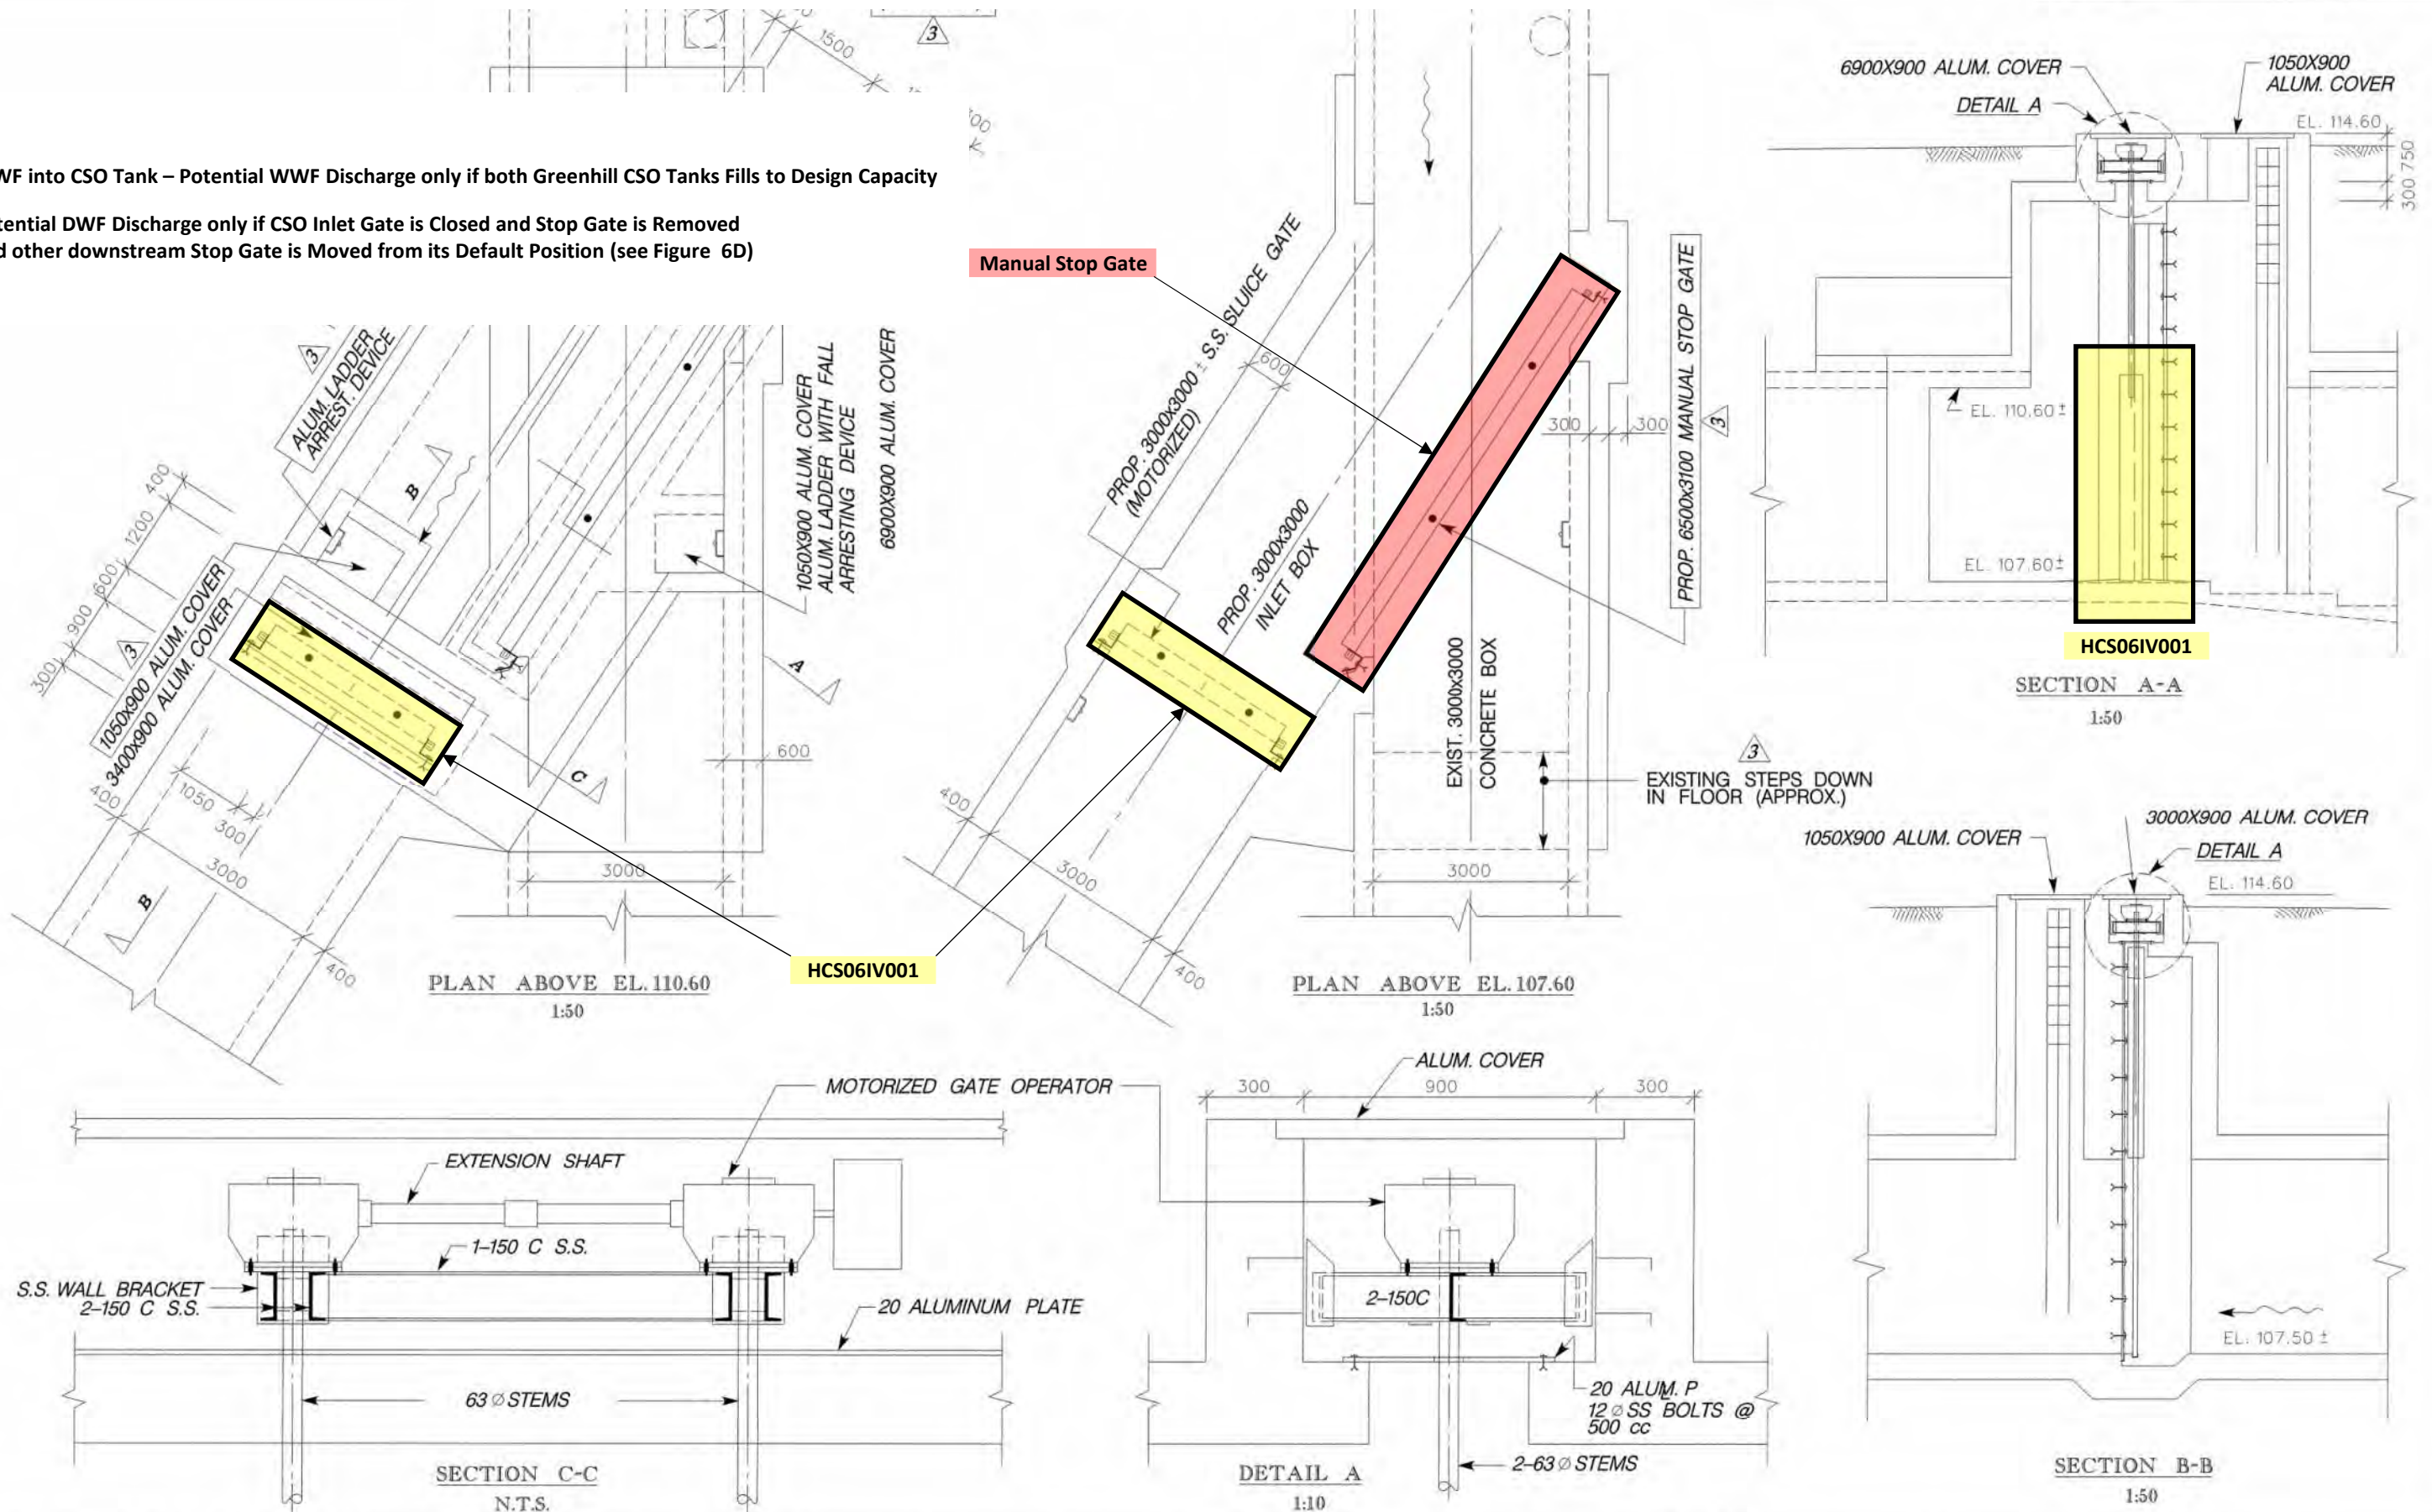 3
1500
WF into CSO Tank – Potential WWF Discharge only if both Greenhill CSO Tanks Fills to Design Capacity
tential DWF Discharge only if CSO Inlet Gate is Closed and Stop Gate is Removed
d other downstream Stop Gate is Moved from its Default Position (see Figure 6D)
3
ALUM. LADDER
ARREST. DEVICE
B
400
1200
600
900
300
3
1050x900 ALUM. COVER
3400x900 ALUM. COVER
1050X900 ALUM. COVER
ALUM. LADDER WITH FALL
ARRESTING DEVICE
6900X900 ALUM. COVER
A
C
600
400
1050
300
3000
B
400
3000
PLAN ABOVE EL. 110.60
1:50
HCS06IV001
Manual Stop Gate
PROP. 3000x3000 ± S.S. SLUICE GATE
(MOTORIZED)
600
PROP. 3000x3000
INLET BOX
300
300
PROP. 6500x3100 MANUAL STOP GATE
3
EXIST. 3000x3000
CONCRETE BOX
3
EXISTING STEPS DOWN
IN FLOOR (APPROX.)
400
3000
400
3000
PLAN ABOVE EL. 107.60
1:50
6900X900 ALUM. COVER
1050X900
ALUM. COVER
DETAIL A
EL. 114.60
300 750
EL. 110.60 ±
EL. 107.60 ±
HCS06IV001
SECTION A-A
1:50
3000X900 ALUM. COVER
1050X900 ALUM. COVER
DETAIL A
EL. 114.60
EL. 107.50 ±
SECTION B-B
1:50
MOTORIZED GATE OPERATOR
EXTENSION SHAFT
1–150 C S.S.
S.S. WALL BRACKET
2–150 C S.S.
20 ALUMINUM PLATE
63 Ø STEMS
SECTION C-C
N.T.S.
ALUM. COVER
300
900
300
2–150C
20 ALUM. PL
12 Ø SS BOLTS @
500 cc
2–63 Ø STEMS
DETAIL A
1:10